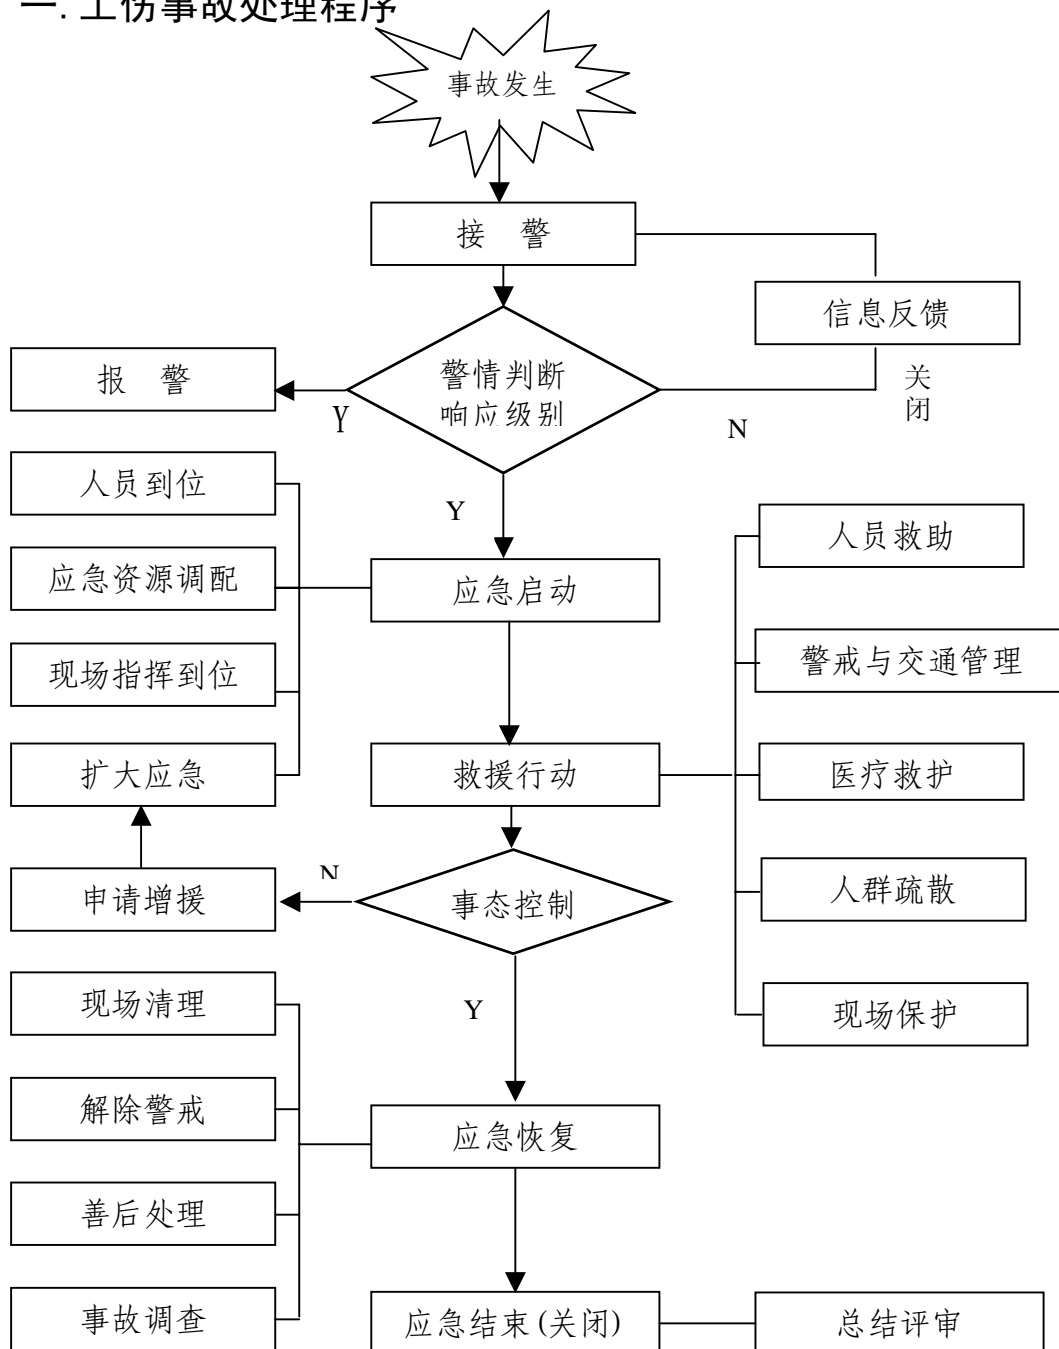 一.工伤事故处理程序
事故发生
接 警
信息反馈
报 警
警情判断
响应级别
关
闭
Y
N
人员到位
Y
人员救助
应急资源调配
应急启动
警戒与交通管理
现场指挥到位
扩大应急
救援行动
医疗救护
N
申请增援
事态控制
人群疏散
现场清理
Y
现场保护
解除警戒
应急恢复
善后处理
事故调查
应急结束(关闭)
总结评审